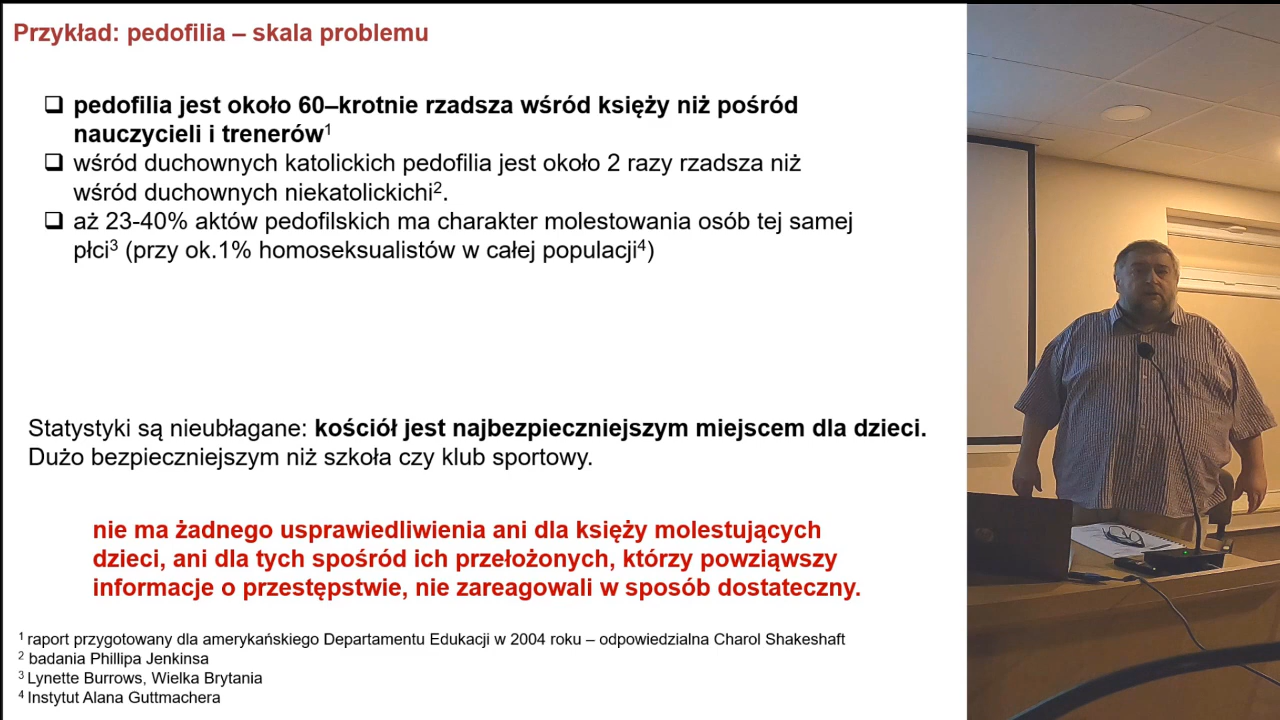 Przykład: pedofilia – skala problemu
❑ pedofilia jest około 60–krotnie rzadsza wśród księży niż pośród
nauczycieli i trenerów¹
❑ wśród duchownych katolickich pedofilia jest około 2 razy rzadsza niż
wśród duchownych niekatolickichi².
❑ aż 23-40% aktów pedofilskich ma charakter molestowania osób tej samej
płci³ (przy ok.1% homoseksualistów w całej populacji⁴)
Statystyki są nieubłagane: kościół jest najbezpieczniejszym miejscem dla dzieci.
Dużo bezpieczniejszym niż szkoła czy klub sportowy.
nie ma żadnego usprawiedliwienia ani dla księży molestujących
dzieci, ani dla tych spośród ich przełożonych, którzy powziąwszy
informacje o przestępstwie, nie zareagowali w sposób dostateczny.
¹ raport przygotowany dla amerykańskiego Departamentu Edukacji w 2004 roku – odpowiedzialna Charol Shakeshaft
² badania Phillipa Jenkinsa
³ Lynette Burrows, Wielka Brytania
⁴ Instytut Alana Guttmachera